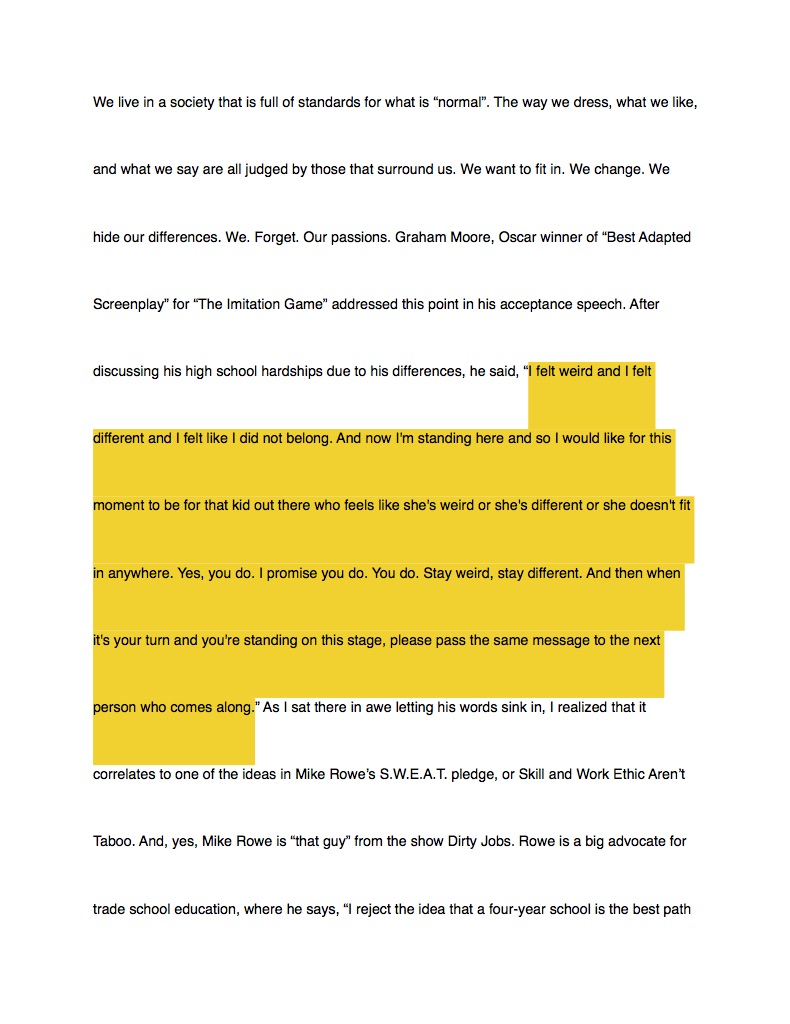 We live in a society that is full of standards for what is “normal”. The way we dress, what we like,
and what we say are all judged by those that surround us. We want to fit in. We change. We
hide our differences. We. Forget. Our passions. Graham Moore, Oscar winner of “Best Adapted
Screenplay” for “The Imitation Game” addressed this point in his acceptance speech. After
discussing his high school hardships due to his differences, he said, “I felt weird and I felt
different and I felt like I did not belong. And now I'm standing here and so I would like for this
moment to be for that kid out there who feels like she's weird or she's different or she doesn't fit
in anywhere. Yes, you do. I promise you do. You do. Stay weird, stay different. And then when
it's your turn and you're standing on this stage, please pass the same message to the next
person who comes along.” As I sat there in awe letting his words sink in, I realized that it
correlates to one of the ideas in Mike Rowe’s S.W.E.A.T. pledge, or Skill and Work Ethic Aren’t
Taboo. And, yes, Mike Rowe is “that guy” from the show Dirty Jobs. Rowe is a big advocate for
trade school education, where he says, “I reject the idea that a four-year school is the best path